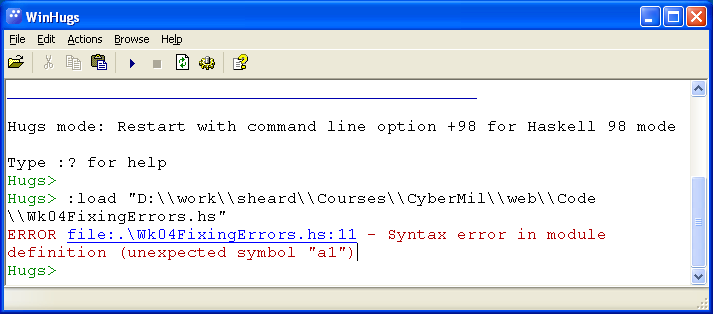 WinHugs
File Edit Actions Browse Help
Hugs mode: Restart with command line option +98 for Haskell 98 mode
Type :? for help
Hugs>
Hugs> :load "D:\\work\\sheard\\Courses\\CyberMil\\web\\Code
\\Wk04FixingErrors.hs"
ERROR file:.\Wk04FixingErrors.hs:11 - Syntax error in module
definition (unexpected symbol "a1")
Hugs>